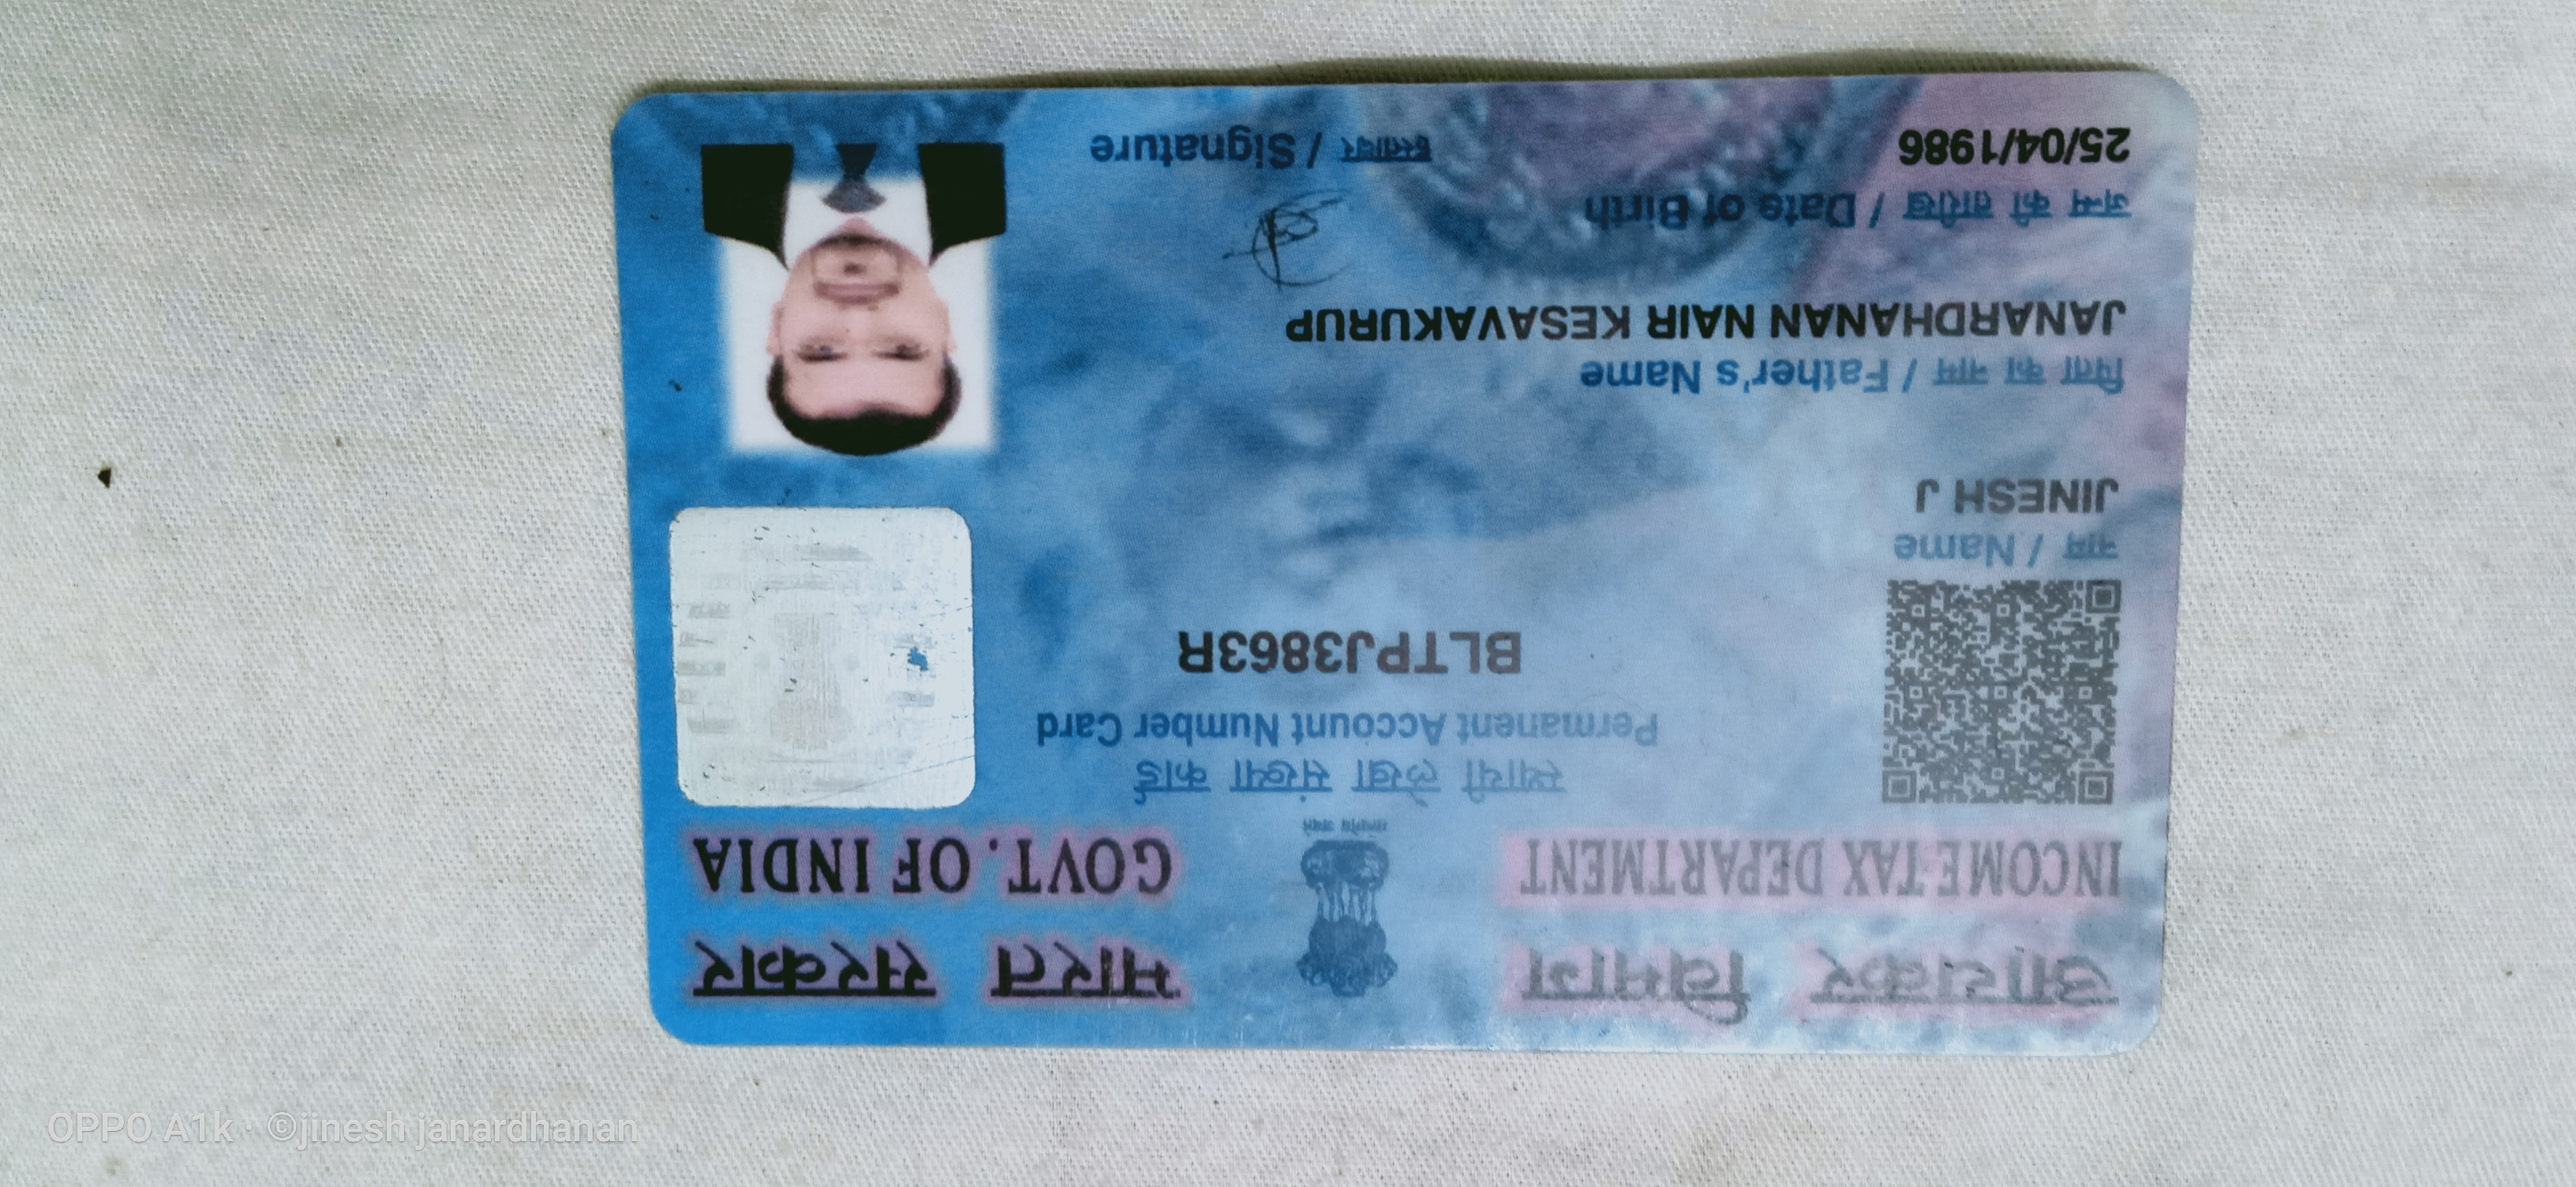 आयकर विभाग
INCOME TAX DEPARTMENT
सत्यमेव जयते
भारत सरकार
GOVT. OF INDIA
स्थायी लेखा संख्या कार्ड
Permanent Account Number Card
BLTPJ3863R
नाम / Name
JINESH J
पिता का नाम / Father's Name
JANARDHANAN NAIR KESAVAKURUP
जन्म की तारीख / Date of Birth
25/04/1986
हस्ताक्षर / Signature
OPPO A1k · ©jinesh janardhanan